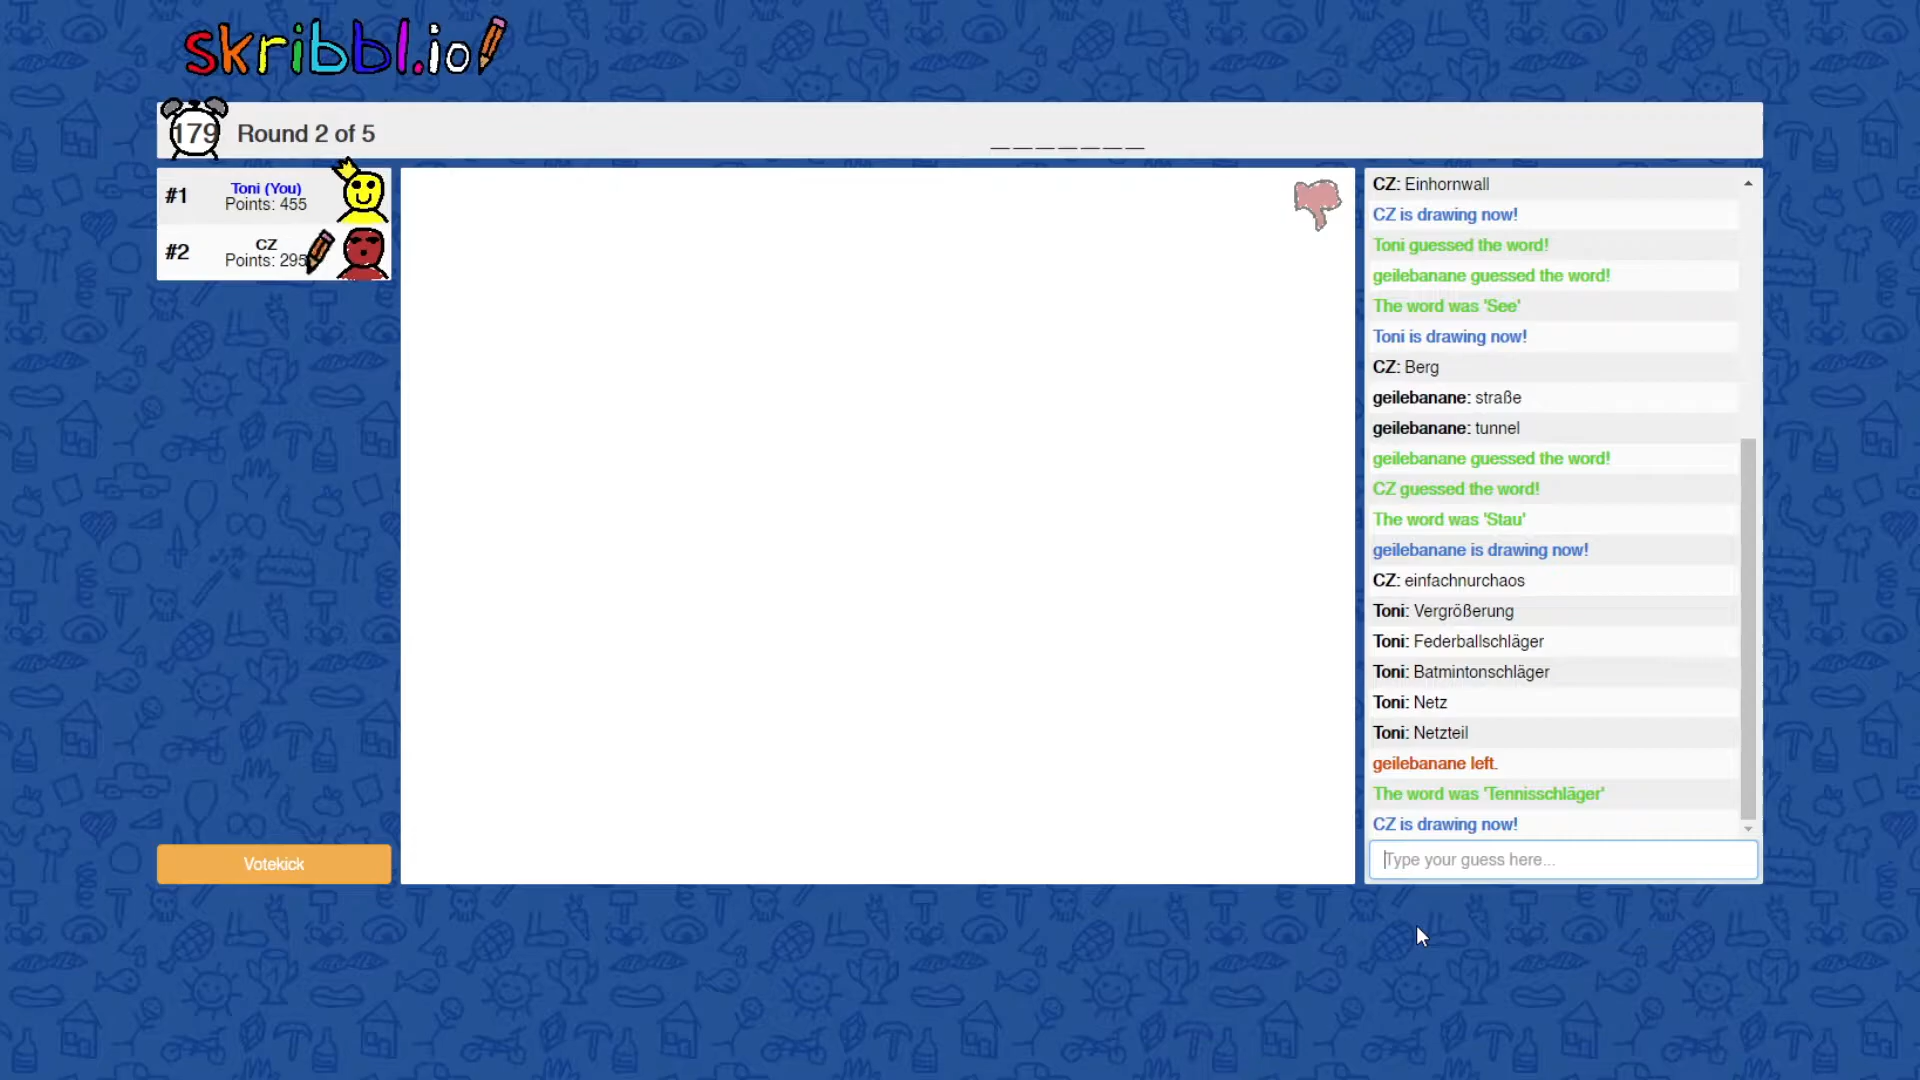 skribbl.io
179 Round 2 of 5
_ _ _ _ _ _ _
#1 Toni (You)
Points: 455
#2 CZ
Points: 295
Votekick
CZ: Einhornwall
CZ is drawing now!
Toni guessed the word!
geilebanane guessed the word!
The word was 'See'
Toni is drawing now!
CZ: Berg
geilebanane: straße
geilebanane: tunnel
geilebanane guessed the word!
CZ guessed the word!
The word was 'Stau'
geilebanane is drawing now!
CZ: einfachnurchaos
Toni: Vergrößerung
Toni: Federballschläger
Toni: Batmintonschläger
Toni: Netz
Toni: Netzteil
geilebanane left.
The word was 'Tennisschläger'
CZ is drawing now!
Type your guess here...